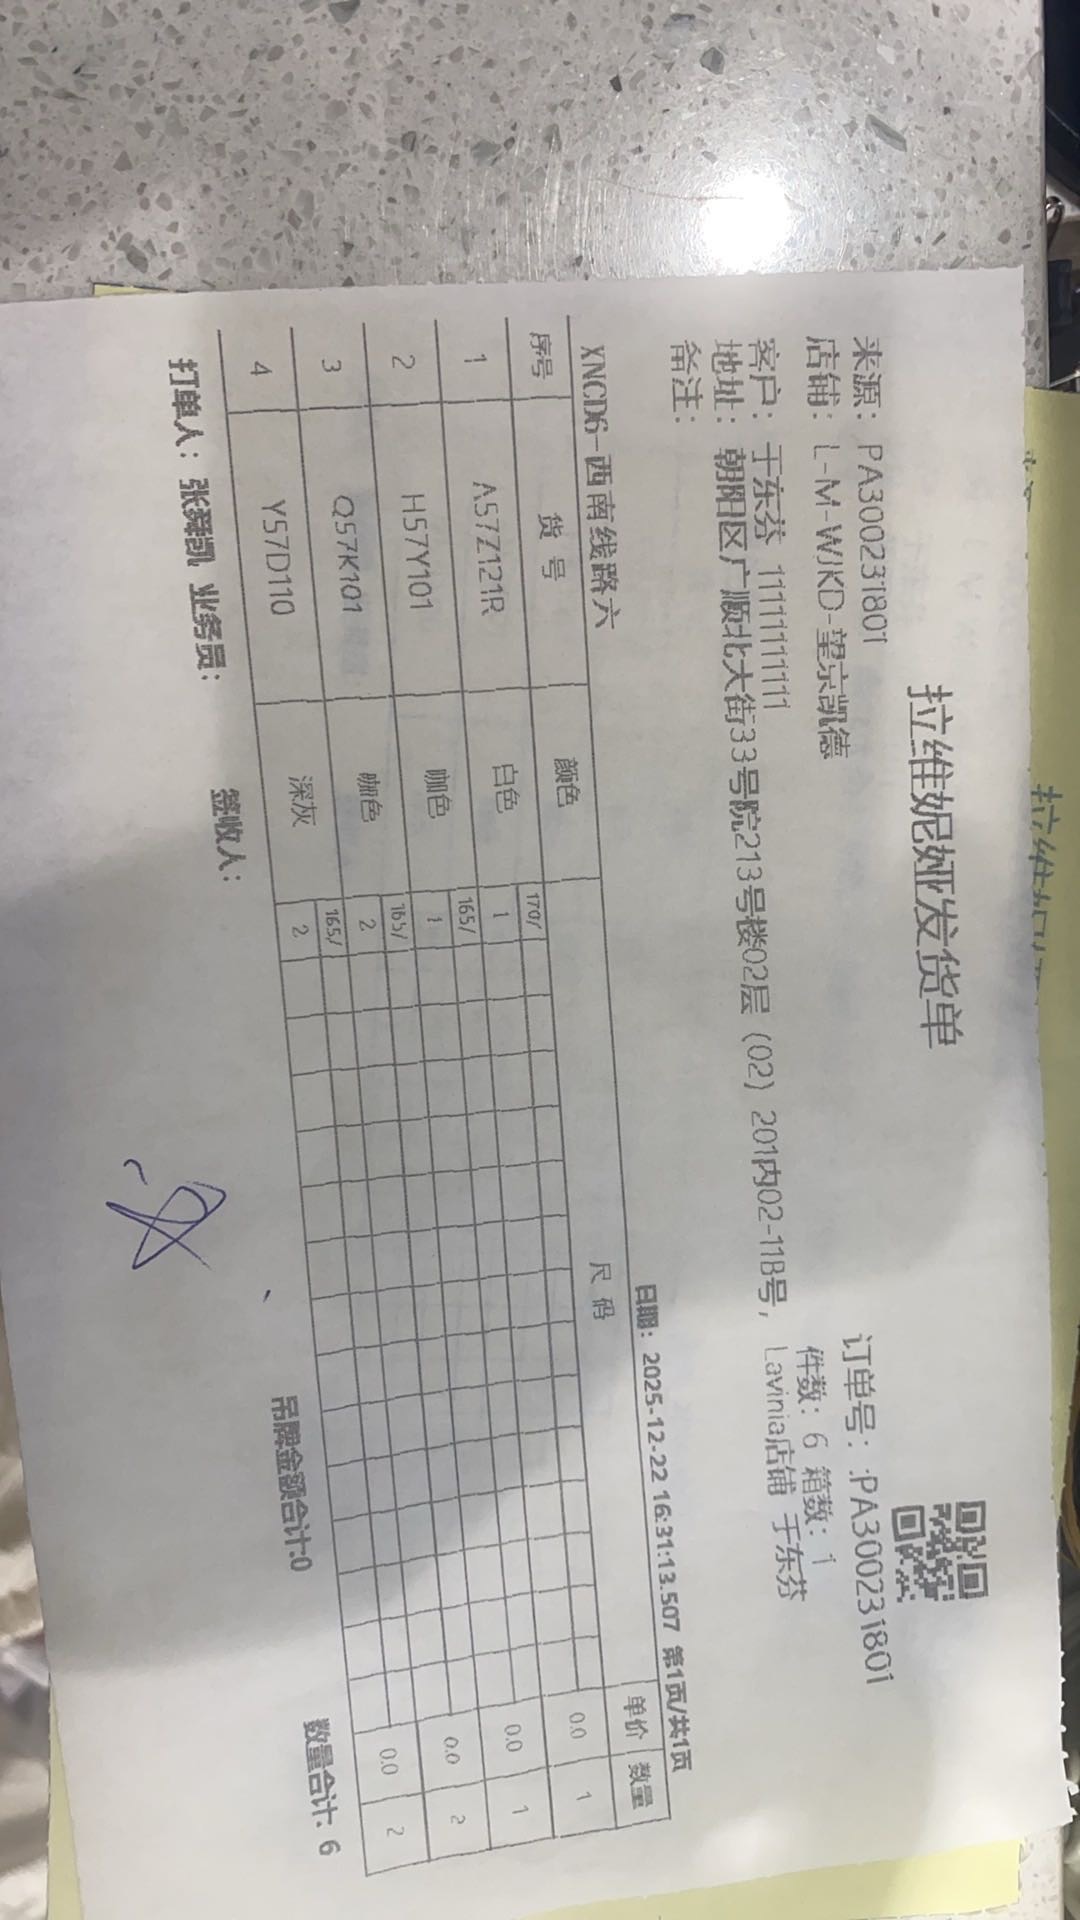 拉维妮娅发货单
来源： PA300231801 订单号： :PA300231801
店铺： L-M-WJKD-望京凯德 件数： 6 箱数： 1
客户： 于东芬 11111111111
地址： 朝阳区广顺北大街33号院213号楼02层（02）201内02-11B号， Lavinia店铺 于东芬
备注：
XNCD6-西南线路六 日期： 2025-12-22 16:31:13.507 第1页/共1页
序号 货 号 颜色 尺 码 单价 数量
170/
1 A57Z121R 白色 1 0.0 1
165/
2 H57Y101 咖色 1 0.0 1
165/
3 Q57K101 咖色 2 0.0 2
165/
4 Y57D110 深灰 2 0.0 2
打单人： 张舜凯 业务员： 签收人： 吊牌金额合计:0 数量合计: 6
拉维妮